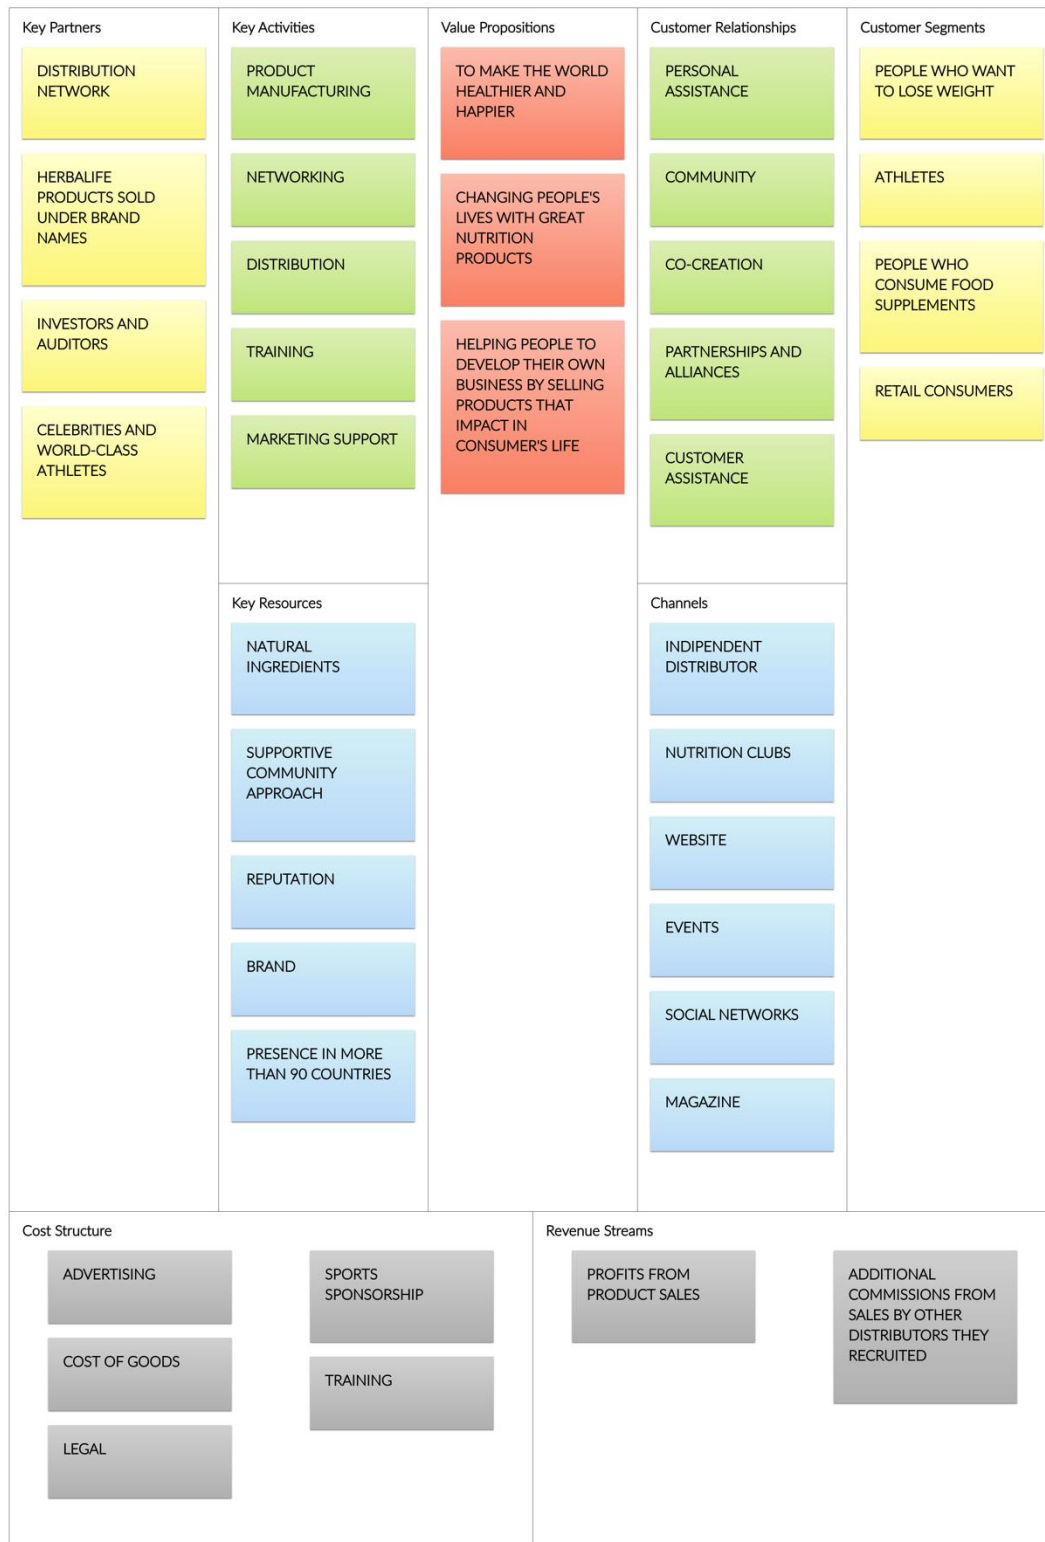 Key Partners
DISTRIBUTION
NETWORK
HERBALIFE
PRODUCTS SOLD
UNDER BRAND
NAMES
INVESTORS AND
AUDITORS
CELEBRITIES AND
WORLD-CLASS
ATHLETES
Key Activities
PRODUCT
MANUFACTURING
NETWORKING
DISTRIBUTION
TRAINING
MARKETING SUPPORT
Key Resources
NATURAL
INGREDIENTS
SUPPORTIVE
COMMUNITY
APPROACH
REPUTATION
BRAND
PRESENCE IN MORE
THAN 90 COUNTRIES
Value Propositions
TO MAKE THE WORLD
HEALTHIER AND
HAPPIER
CHANGING PEOPLE'S
LIVES WITH GREAT
NUTRITION
PRODUCTS
HELPING PEOPLE TO
DEVELOP THEIR OWN
BUSINESS BY SELLING
PRODUCTS THAT
IMPACT IN
CONSUMER'S LIFE
Customer Relationships
PERSONAL
ASSISTANCE
COMMUNITY
CO-CREATION
PARTNERSHIPS AND
ALLIANCES
CUSTOMER
ASSISTANCE
Channels
INDIPENDENT
DISTRIBUTOR
NUTRITION CLUBS
WEBSITE
EVENTS
SOCIAL NETWORKS
MAGAZINE
Customer Segments
PEOPLE WHO WANT
TO LOSE WEIGHT
ATHLETES
PEOPLE WHO
CONSUME FOOD
SUPPLEMENTS
RETAIL CONSUMERS
Cost Structure
ADVERTISING
COST OF GOODS
LEGAL
SPORTS
SPONSORSHIP
TRAINING
Revenue Streams
PROFITS FROM
PRODUCT SALES
ADDITIONAL
COMMISSIONS FROM
SALES BY OTHER
DISTRIBUTORS THEY
RECRUITED